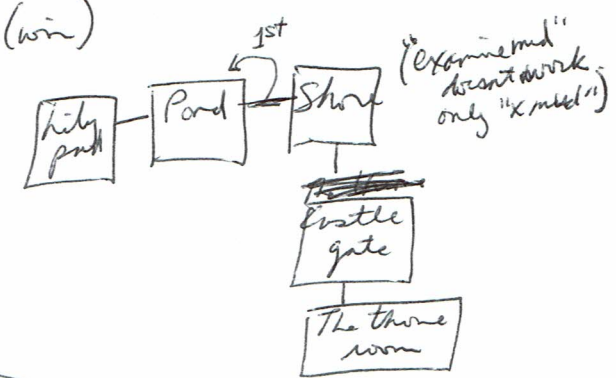 (win)
1st
("examine mud"
doesn't work
only "x mud")
Lily
pad
Pond
Shore
Castle
gate
The throne
room